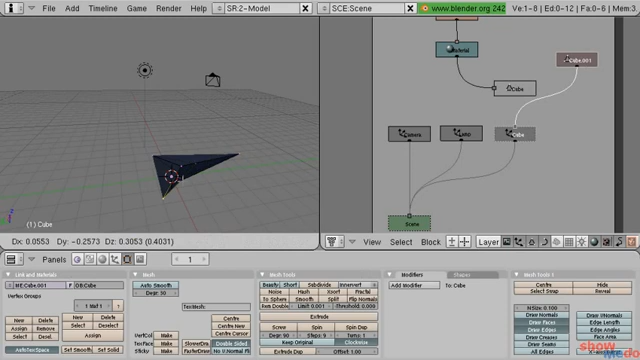 File Add Timeline Game Render Help SR:2-Model SCE:Scene www.blender.org 242 Ve:1-8 | Ed:0-12 | Fa:0-6 | Mem:3.
Material
Cube.001
Cube
Camera
Cube
Scene
(1) Cube
Dx: 0.0553 Dy: -0.2573 Dz: 0.3053 (0.4031)
View Select Block Layer
Panels 1
Link and Materials
ME:Cube.001 F OB:Cube
Vertex Groups
1 Mat 1
New Delete
Assign Remove
Select Desel.
New Delete
Select Deselect
Assign
AutoTexSpace Set Smooth Set Solid
Mesh
Auto Smooth
Degr: 30
TexMesh:
Centre
Centre New
Centre Cursor
VertCol Make
TexFace Make
Sticky Make
SlowerDra
FasterDraw
Double Sided
No V.Normal Flip
Mesh Tools
Beauty Short Subdivide Innervert
Noise Hash Xsort Fractal
To Sphere Smooth Split Flip Normals
Rem Double Limit: 0.001 Threshold: 0.000
Extrude
Screw Spin Spin Dup
Degr: 90 Steps: 9 Turns: 1
Keep Original Clockwise
Extrude Dup Offset: 1.00
Modifiers Shapes
Add Modifier To: Cube
Mesh Tools 1
Centre Hide Reveal
Select Swap
NSize: 0.100
Draw Normals
Draw Faces
Draw Edges
Draw Creases
Draw Seams
All Edges
Draw VNormals
Edge Length
Edge Angles
Face Area
show
me
do